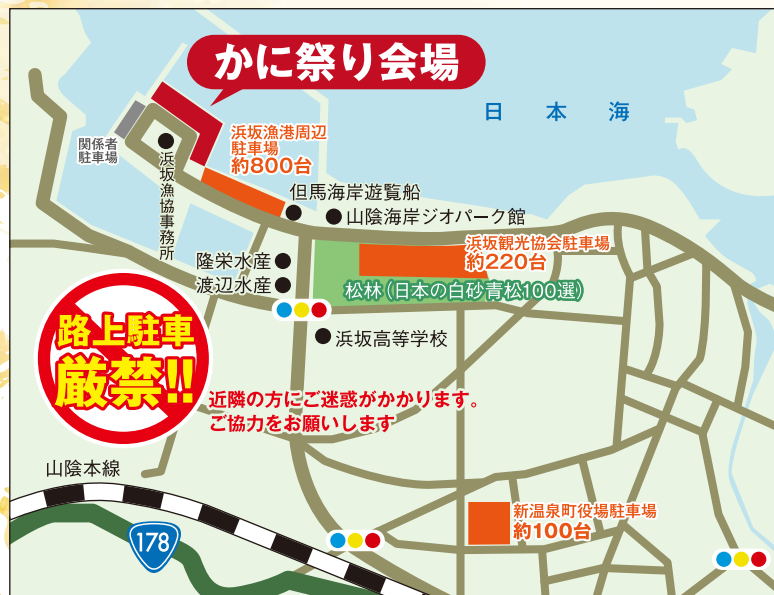 かに祭り会場
日本海
関係者
駐車場
浜坂漁港周辺
駐車場
約800台
浜坂漁協事務所
但馬海岸遊覧船
山陰海岸ジオパーク館
浜坂観光協会駐車場
約220台
隆栄水産
渡辺水産
松林(日本の白砂青松100選)
路上駐車
厳禁!!
浜坂高等学校
近隣の方にご迷惑がかかります。
ご協力をお願いします
山陰本線
新温泉町役場駐車場
約100台
178